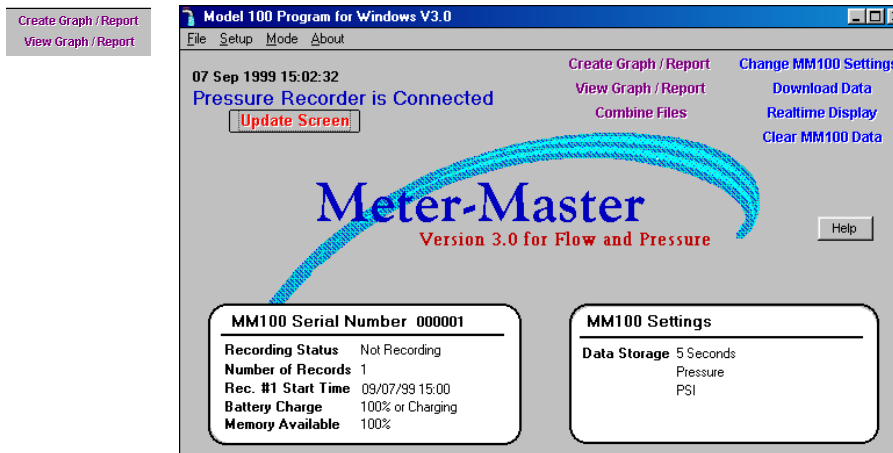 Create Graph / Report
View Graph / Report
Model 100 Program for Windows V3.0
File Setup Mode About
07 Sep 1999 15:02:32
Pressure Recorder is Connected
Update Screen
Create Graph / Report
View Graph / Report
Combine Files
Change MM100 Settings
Download Data
Realtime Display
Clear MM100 Data
Meter-Master
Version 3.0 for Flow and Pressure
Help
MM100 Serial Number 000001
Recording Status Not Recording
Number of Records 1
Rec. #1 Start Time 09/07/99 15:00
Battery Charge 100% or Charging
Memory Available 100%
MM100 Settings
Data Storage 5 Seconds
Pressure
PSI